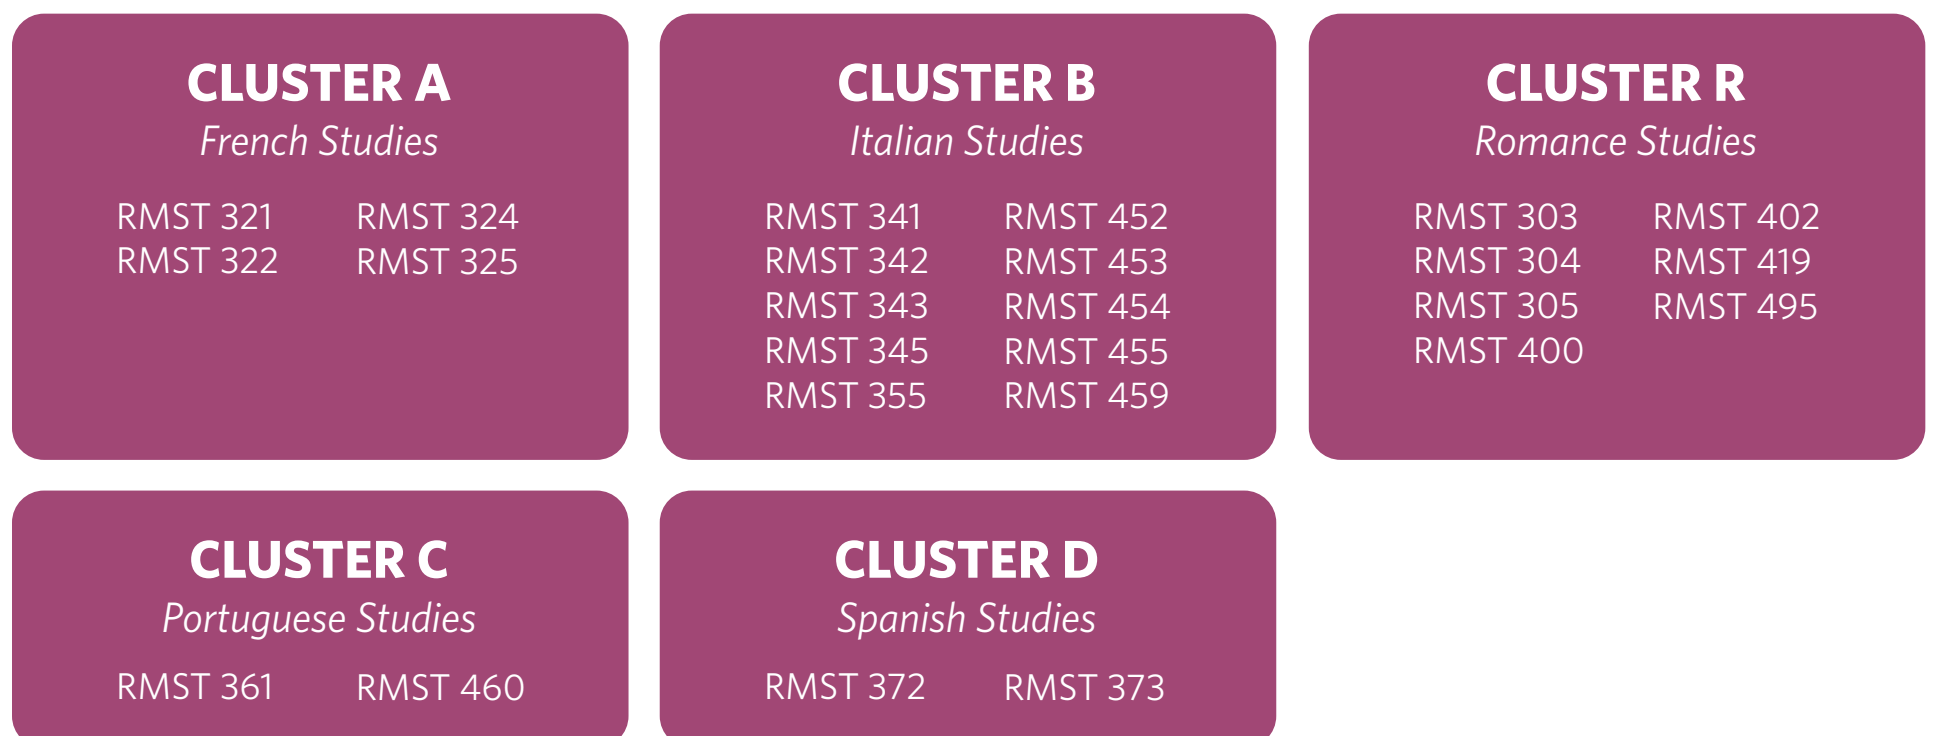 CLUSTER A
French Studies
RMST 321 RMST 324
RMST 322 RMST 325
CLUSTER B
Italian Studies
RMST 341 RMST 452
RMST 342 RMST 453
RMST 343 RMST 454
RMST 345 RMST 455
RMST 355 RMST 459
CLUSTER R
Romance Studies
RMST 303 RMST 402
RMST 304 RMST 419
RMST 305 RMST 495
RMST 400
CLUSTER C
Portuguese Studies
RMST 361 RMST 460
CLUSTER D
Spanish Studies
RMST 372 RMST 373